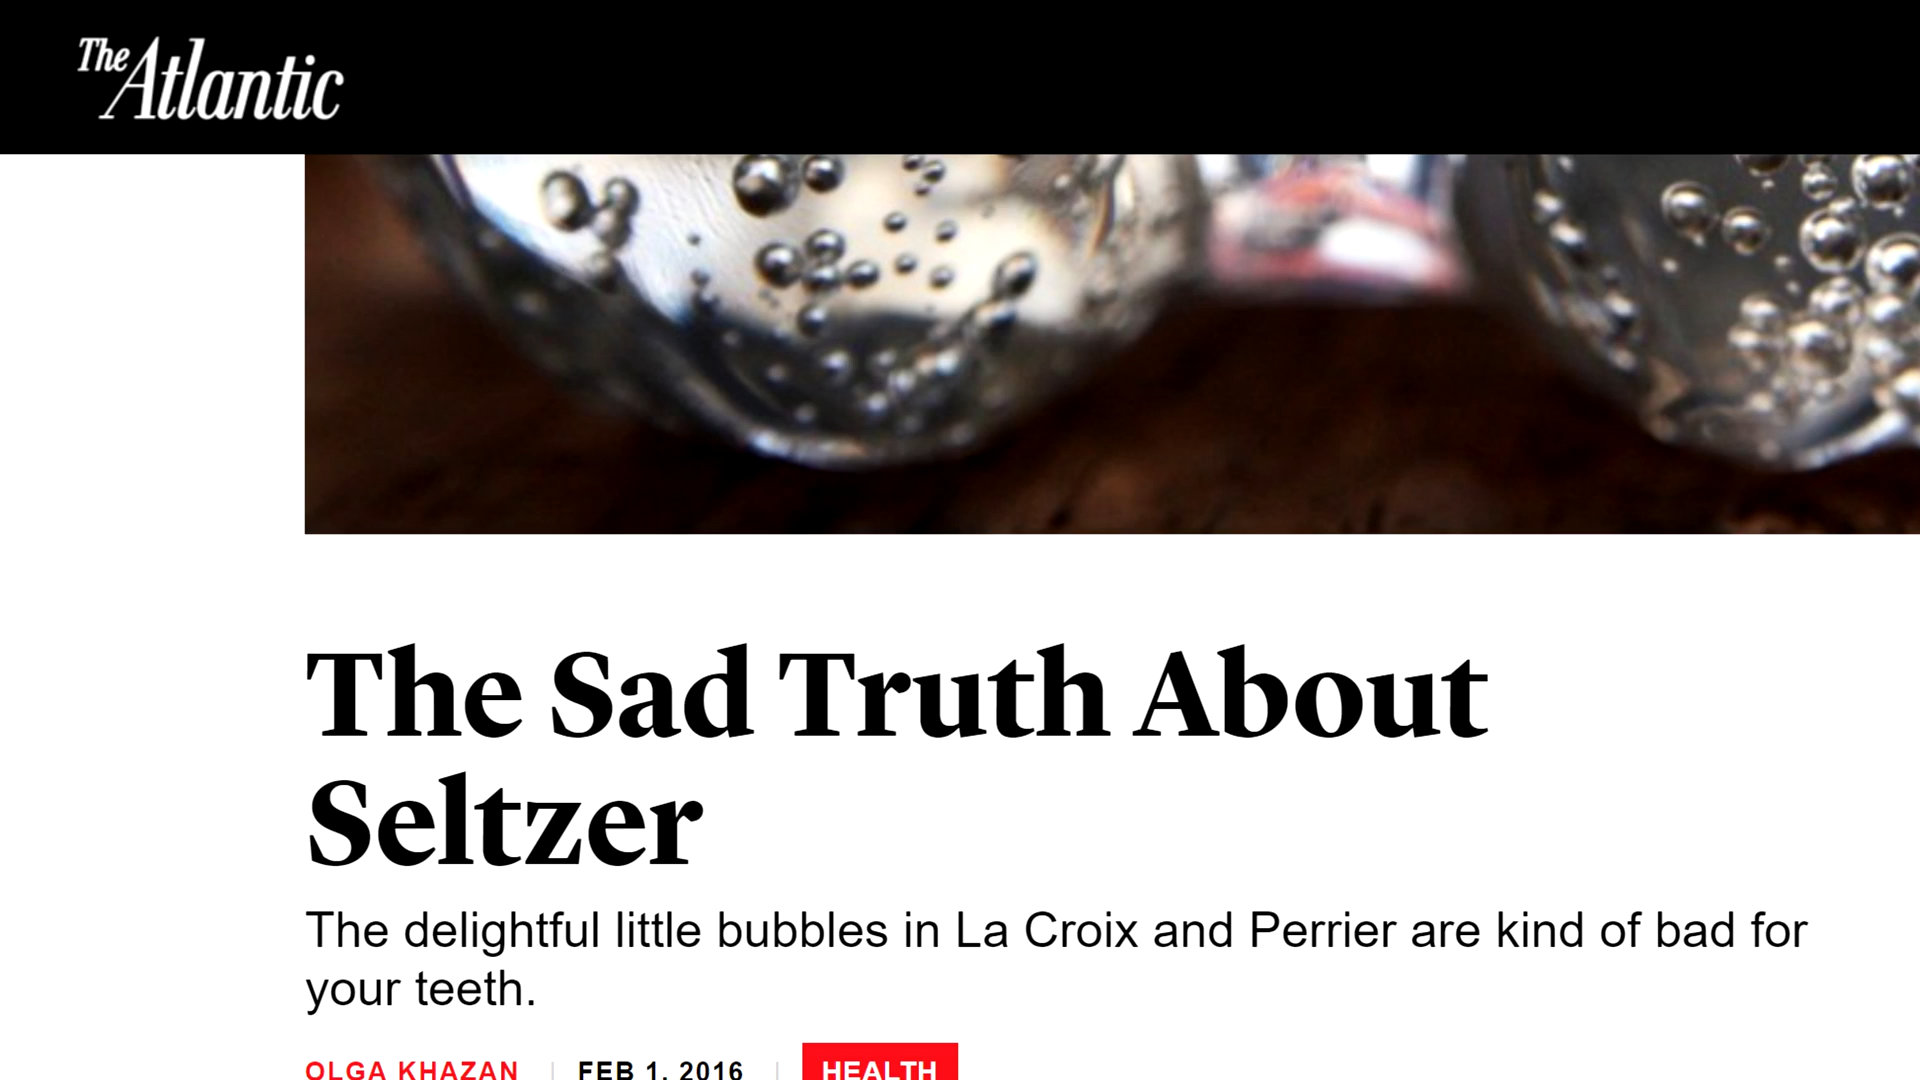 The Atlantic
The Sad Truth About
Seltzer
The delightful little bubbles in La Croix and Perrier are kind of bad for
your teeth.
OLGA KHAZAN | FEB 1, 2016 | HEALTH